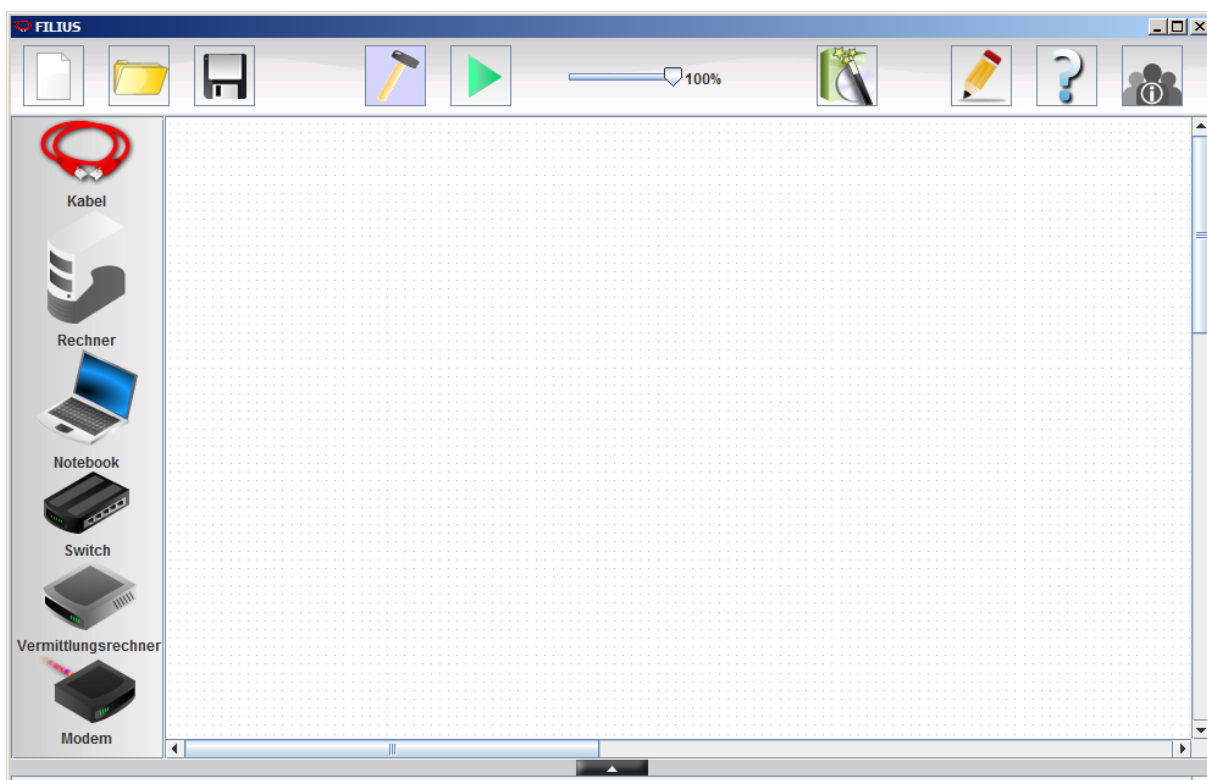 FILIUS
100%
Kabel
Rechner
Notebook
Switch
Vermittlungsrechner
Modem